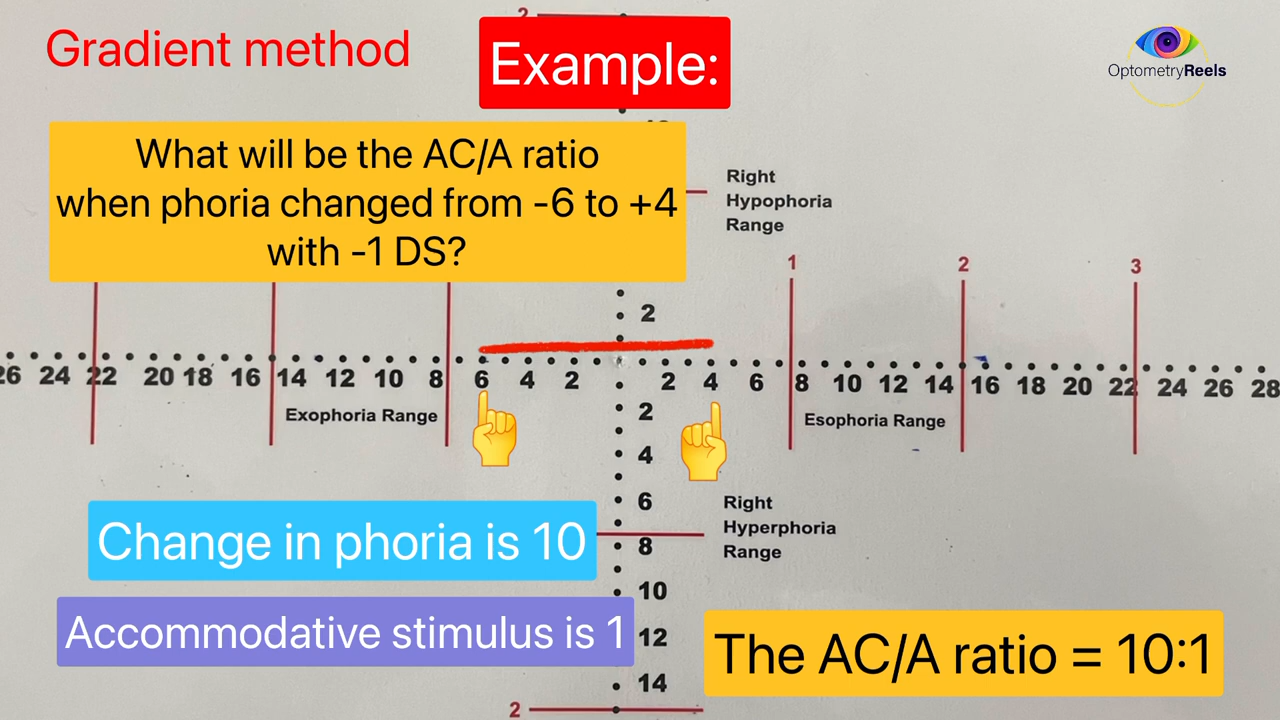 Gradient method
Example:
OptometryReels
2
What will be the AC/A ratio
when phoria changed from -6 to +4
with -1 DS?
Right
Hypophoria
Range
1 2 3
2
26 24 22 20 18 16 14 12 10 8 6 4 2 2 4 6 8 10 12 14 16 18 20 22 24 26 28
Exophoria Range
Esophoria Range
2
4
6
Right
Hyperphoria
Range
8
10
12
14
2
Change in phoria is 10
Accommodative stimulus is 1
The AC/A ratio = 10:1